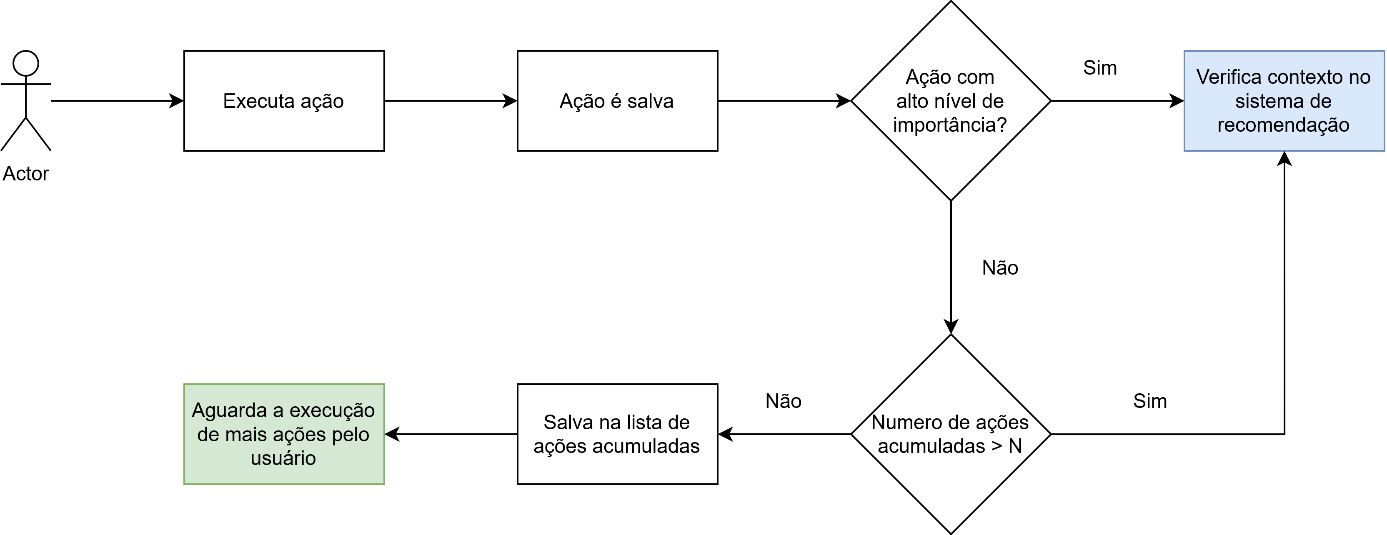 Actor
Executa ação
Ação é salva
Ação com
alto nível de
importância?
Sim
Verifica contexto no
sistema de
recomendação
Não
Numero de ações
acumuladas > N
Sim
Não
Salva na lista de
ações acumuladas
Aguarda a execução
de mais ações pelo
usuário